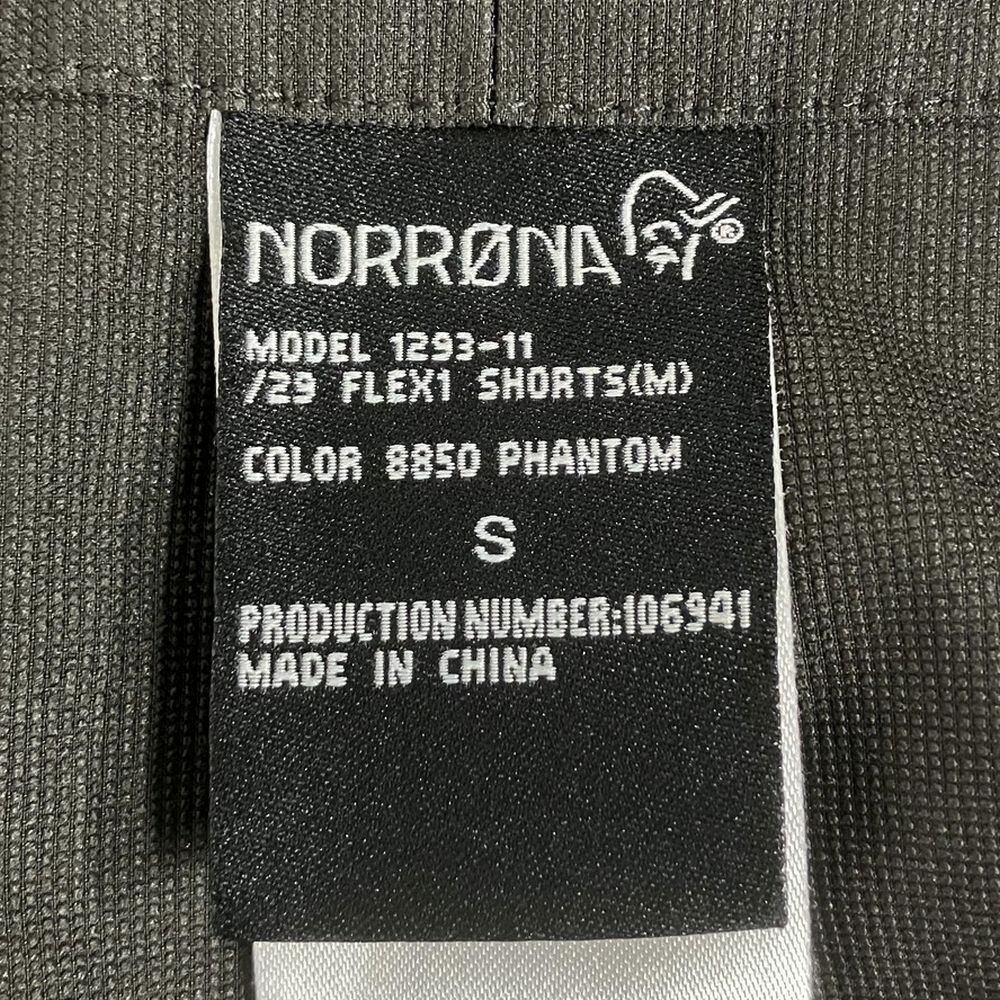 NORRØNA ®
MODEL 1293-11
/29 FLEX1 SHORTS(M)
COLOR 8850 PHANTOM
S
PRODUCTION NUMBER:106941
MADE IN CHINA